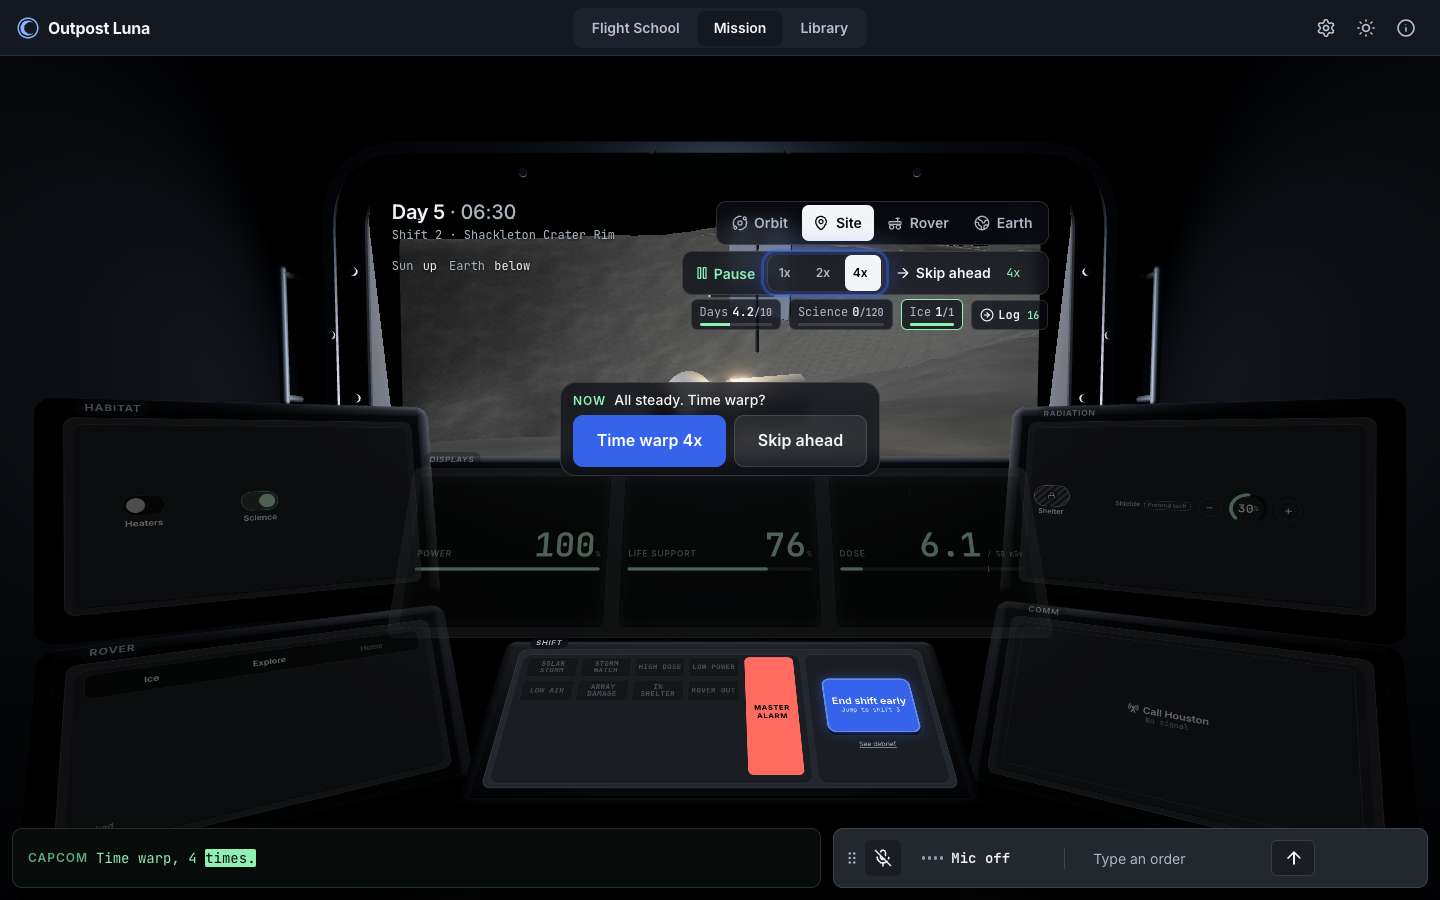 Outpost Luna
Flight School
Mission
Library
Day 5 · 06:30
Shift 2 · Shackleton Crater Rim
Sun up Earth below
Orbit
Site
Rover
Earth
Pause
1x
2x
4x
Skip ahead
4x
Days 4.2/10
Science 0/120
Ice 1/1
Log 16
NOW All steady. Time warp?
Time warp 4x
Skip ahead
HABITAT
Heaters
Science
DISPLAYS
POWER 100%
LIFE SUPPORT 76
DOSE 6.1
RADIATION
Shelter
Shields
30%
ROVER
Ice
Explore
Home
SHIFT
SOLAR STORM
STORM WATCH
HIGH DOSE
LOW POWER
LOW AIR
ARRAY DAMAGE
IN SHELTER
ROVER OUT
MASTER ALARM
End shift early
Jump to shift 3
See debrief
COMM
Call Houston
No signal
CAPCOM Time warp, 4 times.
Mic off
Type an order